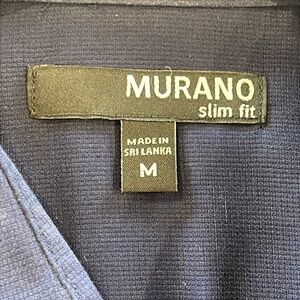 MURANO
slim fit
MADE IN
SRI LANKA
M